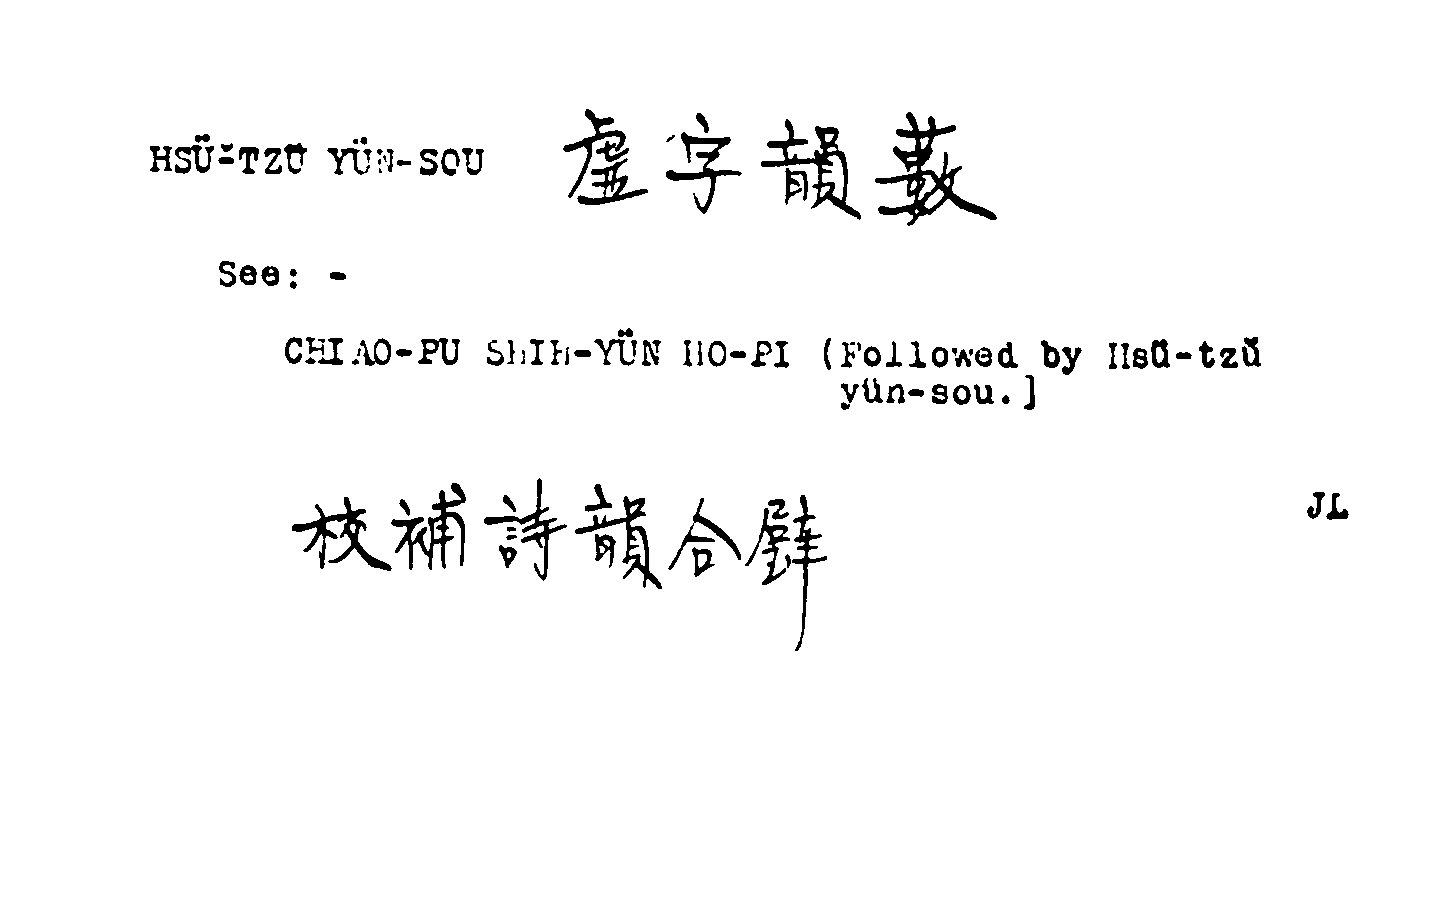 HSÜ-TZŬ YÜN-SOU 虛字韻藪
See: -
CHIAO-PU SHIH-YÜN HO-PI (Followed by Hsü-tzŭ
yün-sou.]
JL
校補詩韻合璧